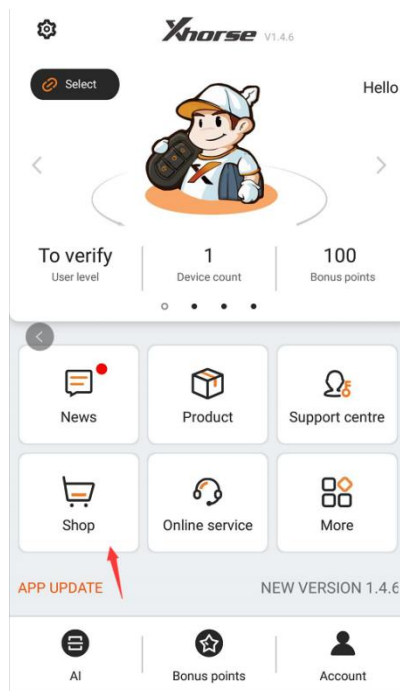 Xhorse V1.4.6
Select
Hello
To verify 1 100
User level Device count Bonus points
News Product Support centre
Shop Online service More
APP UPDATE NEW VERSION 1.4.6
AI Bonus points Account